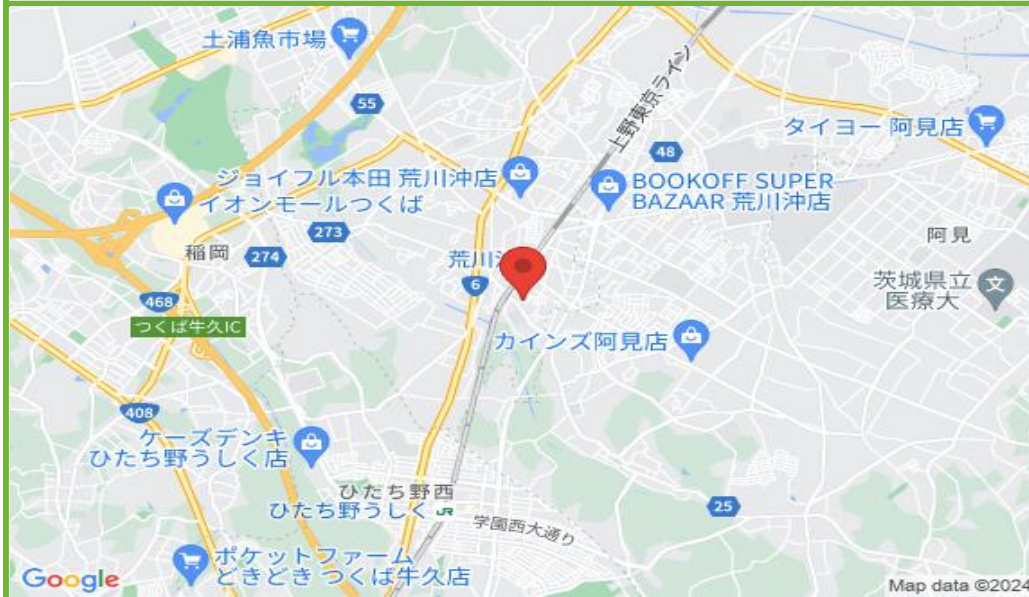 土浦魚市場
55
上野東京ライン
タイヨー 阿見店
48
ジョイフル本田 荒川沖店
BOOKOFF SUPER
BAZAAR 荒川沖店
イオンモールつくば
273
稲岡
274
荒川
阿見
6
茨城県立
医療大
文
468
つくば牛久IC
カインズ阿見店
408
ケーズデンキ
ひたち野うしく店
ひたち野西
ひたち野うしく JR
25
学園西大通り
ポケットファーム
どきどき つくば牛久店
Google
Map data ©2024